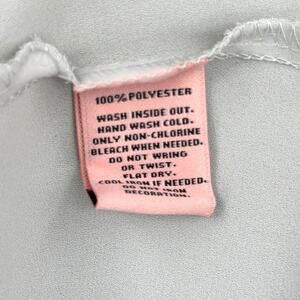 100% POLYESTER
WASH INSIDE OUT.
HAND WASH COLD.
ONLY NON-CHLORINE
BLEACH WHEN NEEDED.
DO NOT WRING
OR TWIST.
FLAT DRY.
COOL IRON IF NEEDED.
DO NOT IRON
DECORATION.